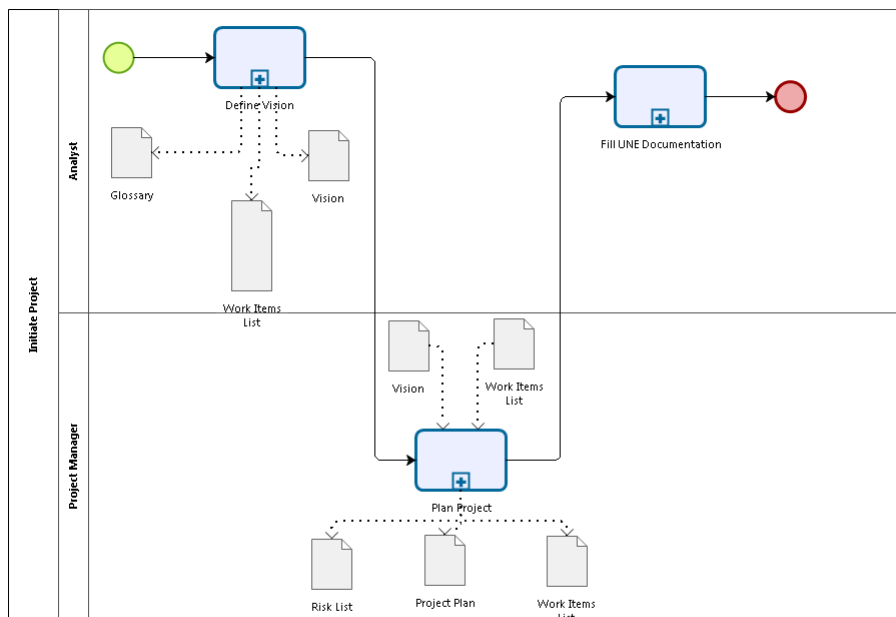 Initiate Project
Analyst
Define Vision
Fill UNE Documentation
Glossary
Vision
Work Items
List
Project Manager
Vision
Work Items
List
Plan Project
Risk List
Project Plan
Work Items
List